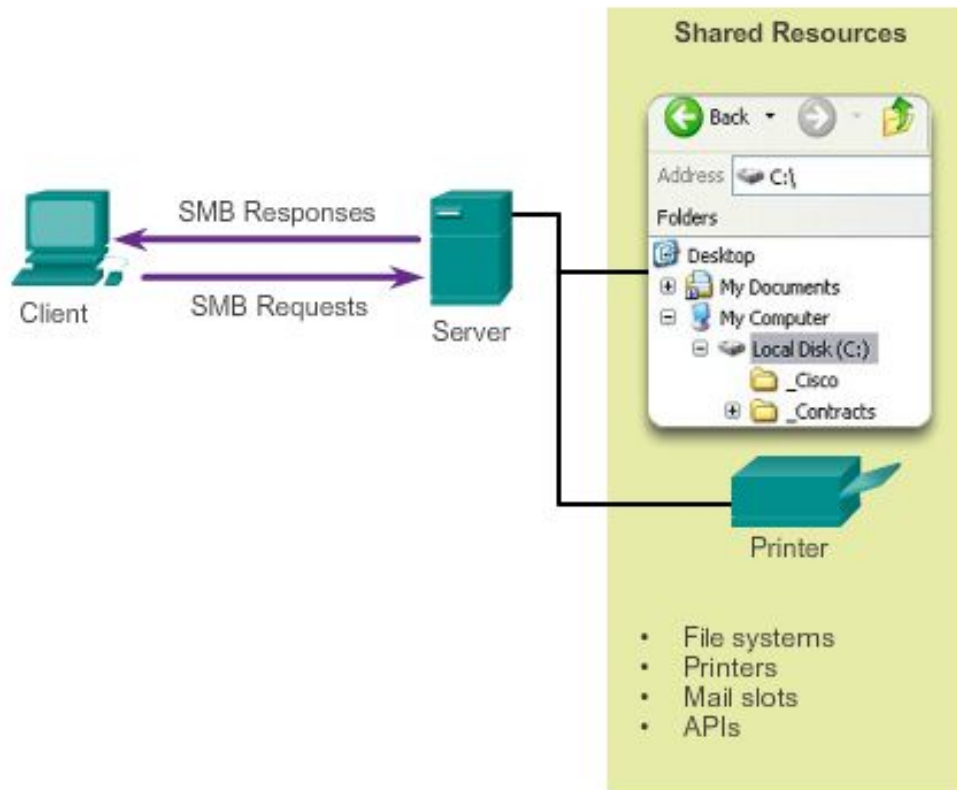 Shared Resources
Back
Address C:\
Folders
Desktop
My Documents
My Computer
Local Disk (C:)
_Cisco
_Contracts
SMB Responses
SMB Requests
Client
Server
Printer
• File systems
• Printers
• Mail slots
• APIs